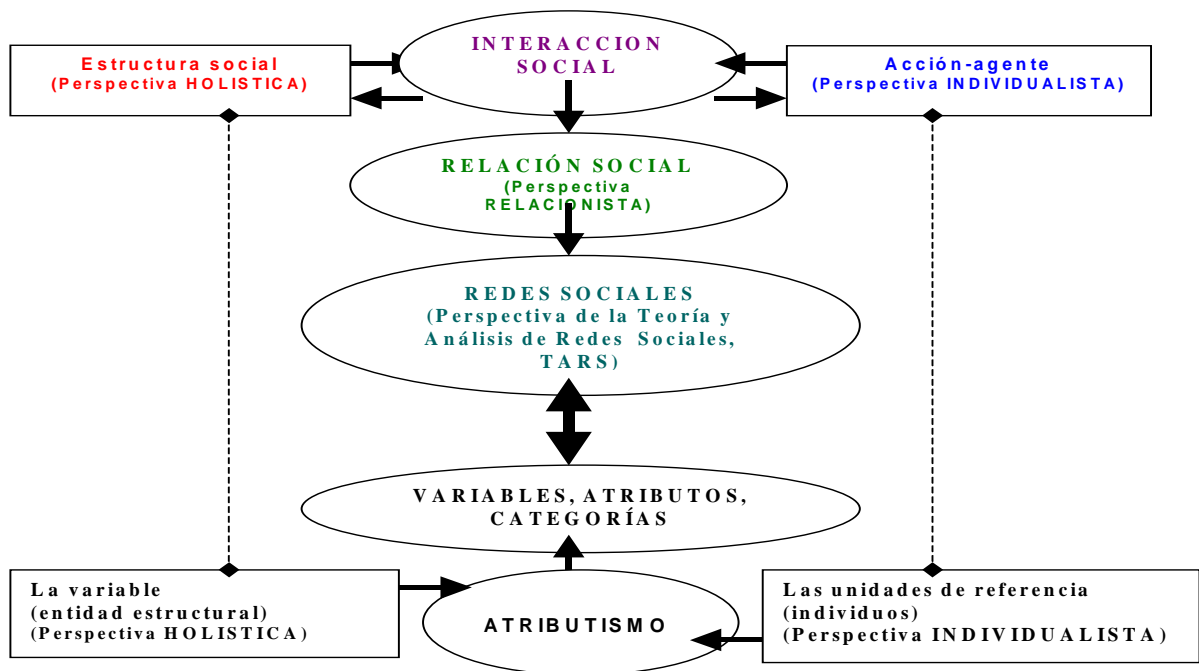 INTERACCION
SOCIAL
Estructura social
(Perspectiva HOLISTICA)
Acción-agente
(Perspectiva INDIVIDUALISTA)
RELACIÓN SOCIAL
(Perspectiva
RELACIONISTA)
REDES SOCIALES
(Perspectiva de la Teoría y
Análisis de Redes Sociales,
TARS)
VARIABLES, ATRIBUTOS,
CATEGORÍAS
La variable
(entidad estructural)
(Perspectiva HOLISTICA)
ATRIBUTISMO
Las unidades de referencia
(individuos)
(Perspectiva INDIVIDUALISTA)